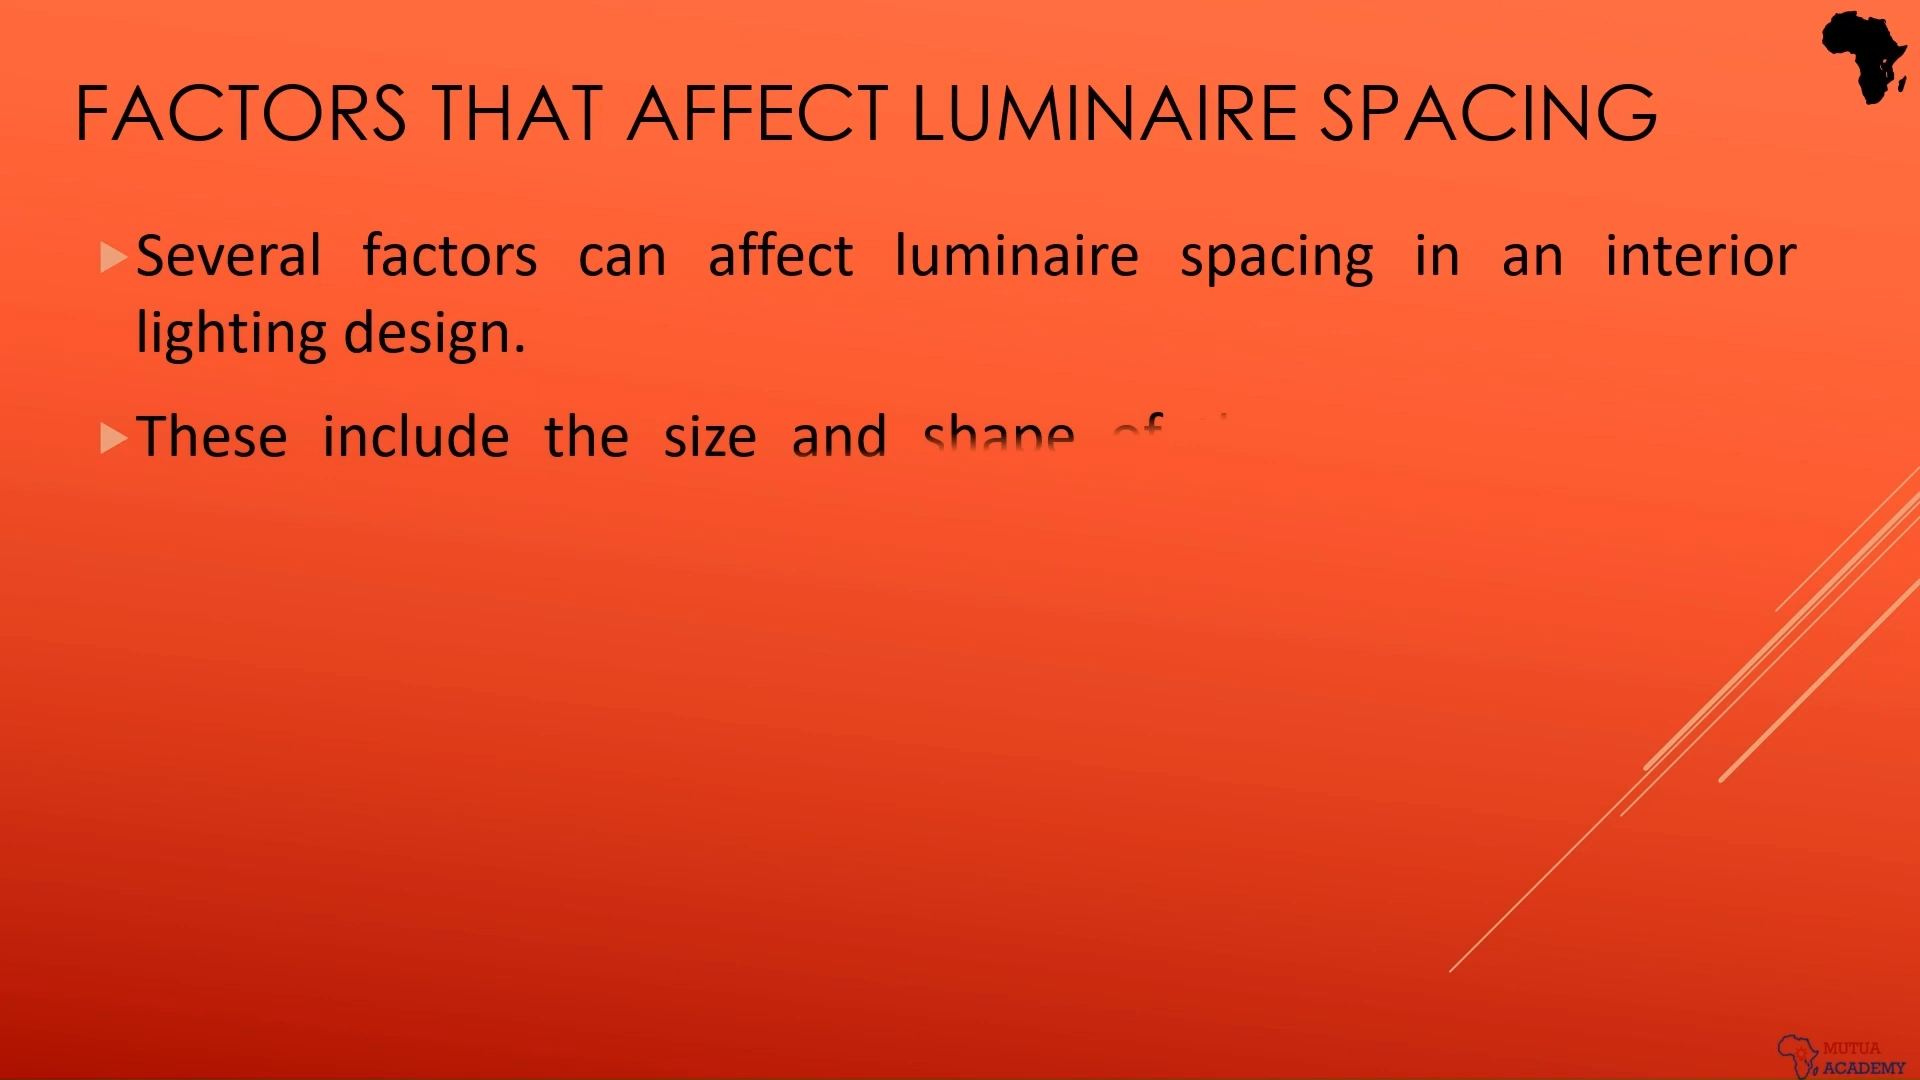 FACTORS THAT AFFECT LUMINAIRE SPACING
Several factors can affect luminaire spacing in an interior
lighting design.
These include the size and shape of
MUTUA
ACADEMY